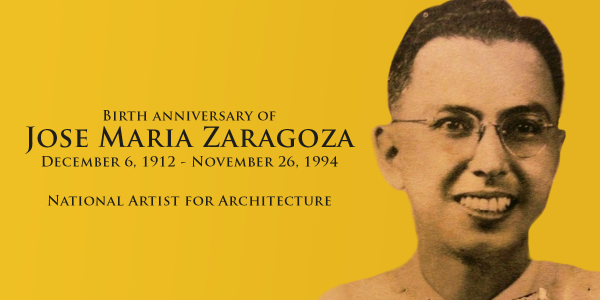 Birth anniversary of
Jose Maria Zaragoza
December 6, 1912 - November 26, 1994
National Artist for Architecture